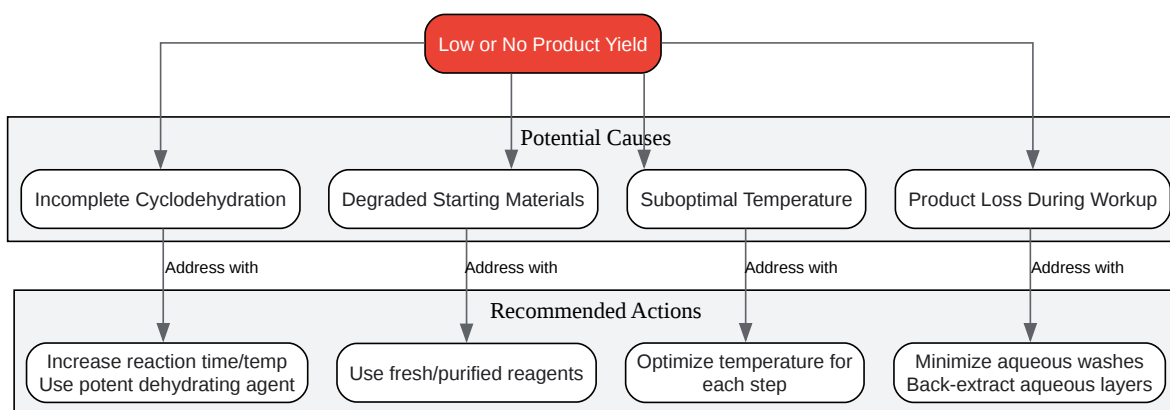 Low or No Product Yield
Potential Causes
Incomplete Cyclodehydration
Degraded Starting Materials
Suboptimal Temperature
Product Loss During Workup
Address with
Address with
Address with
Address with
Recommended Actions
Increase reaction time/temp
Use potent dehydrating agent
Use fresh/purified reagents
Optimize temperature for
each step
Minimize aqueous washes
Back-extract aqueous layers